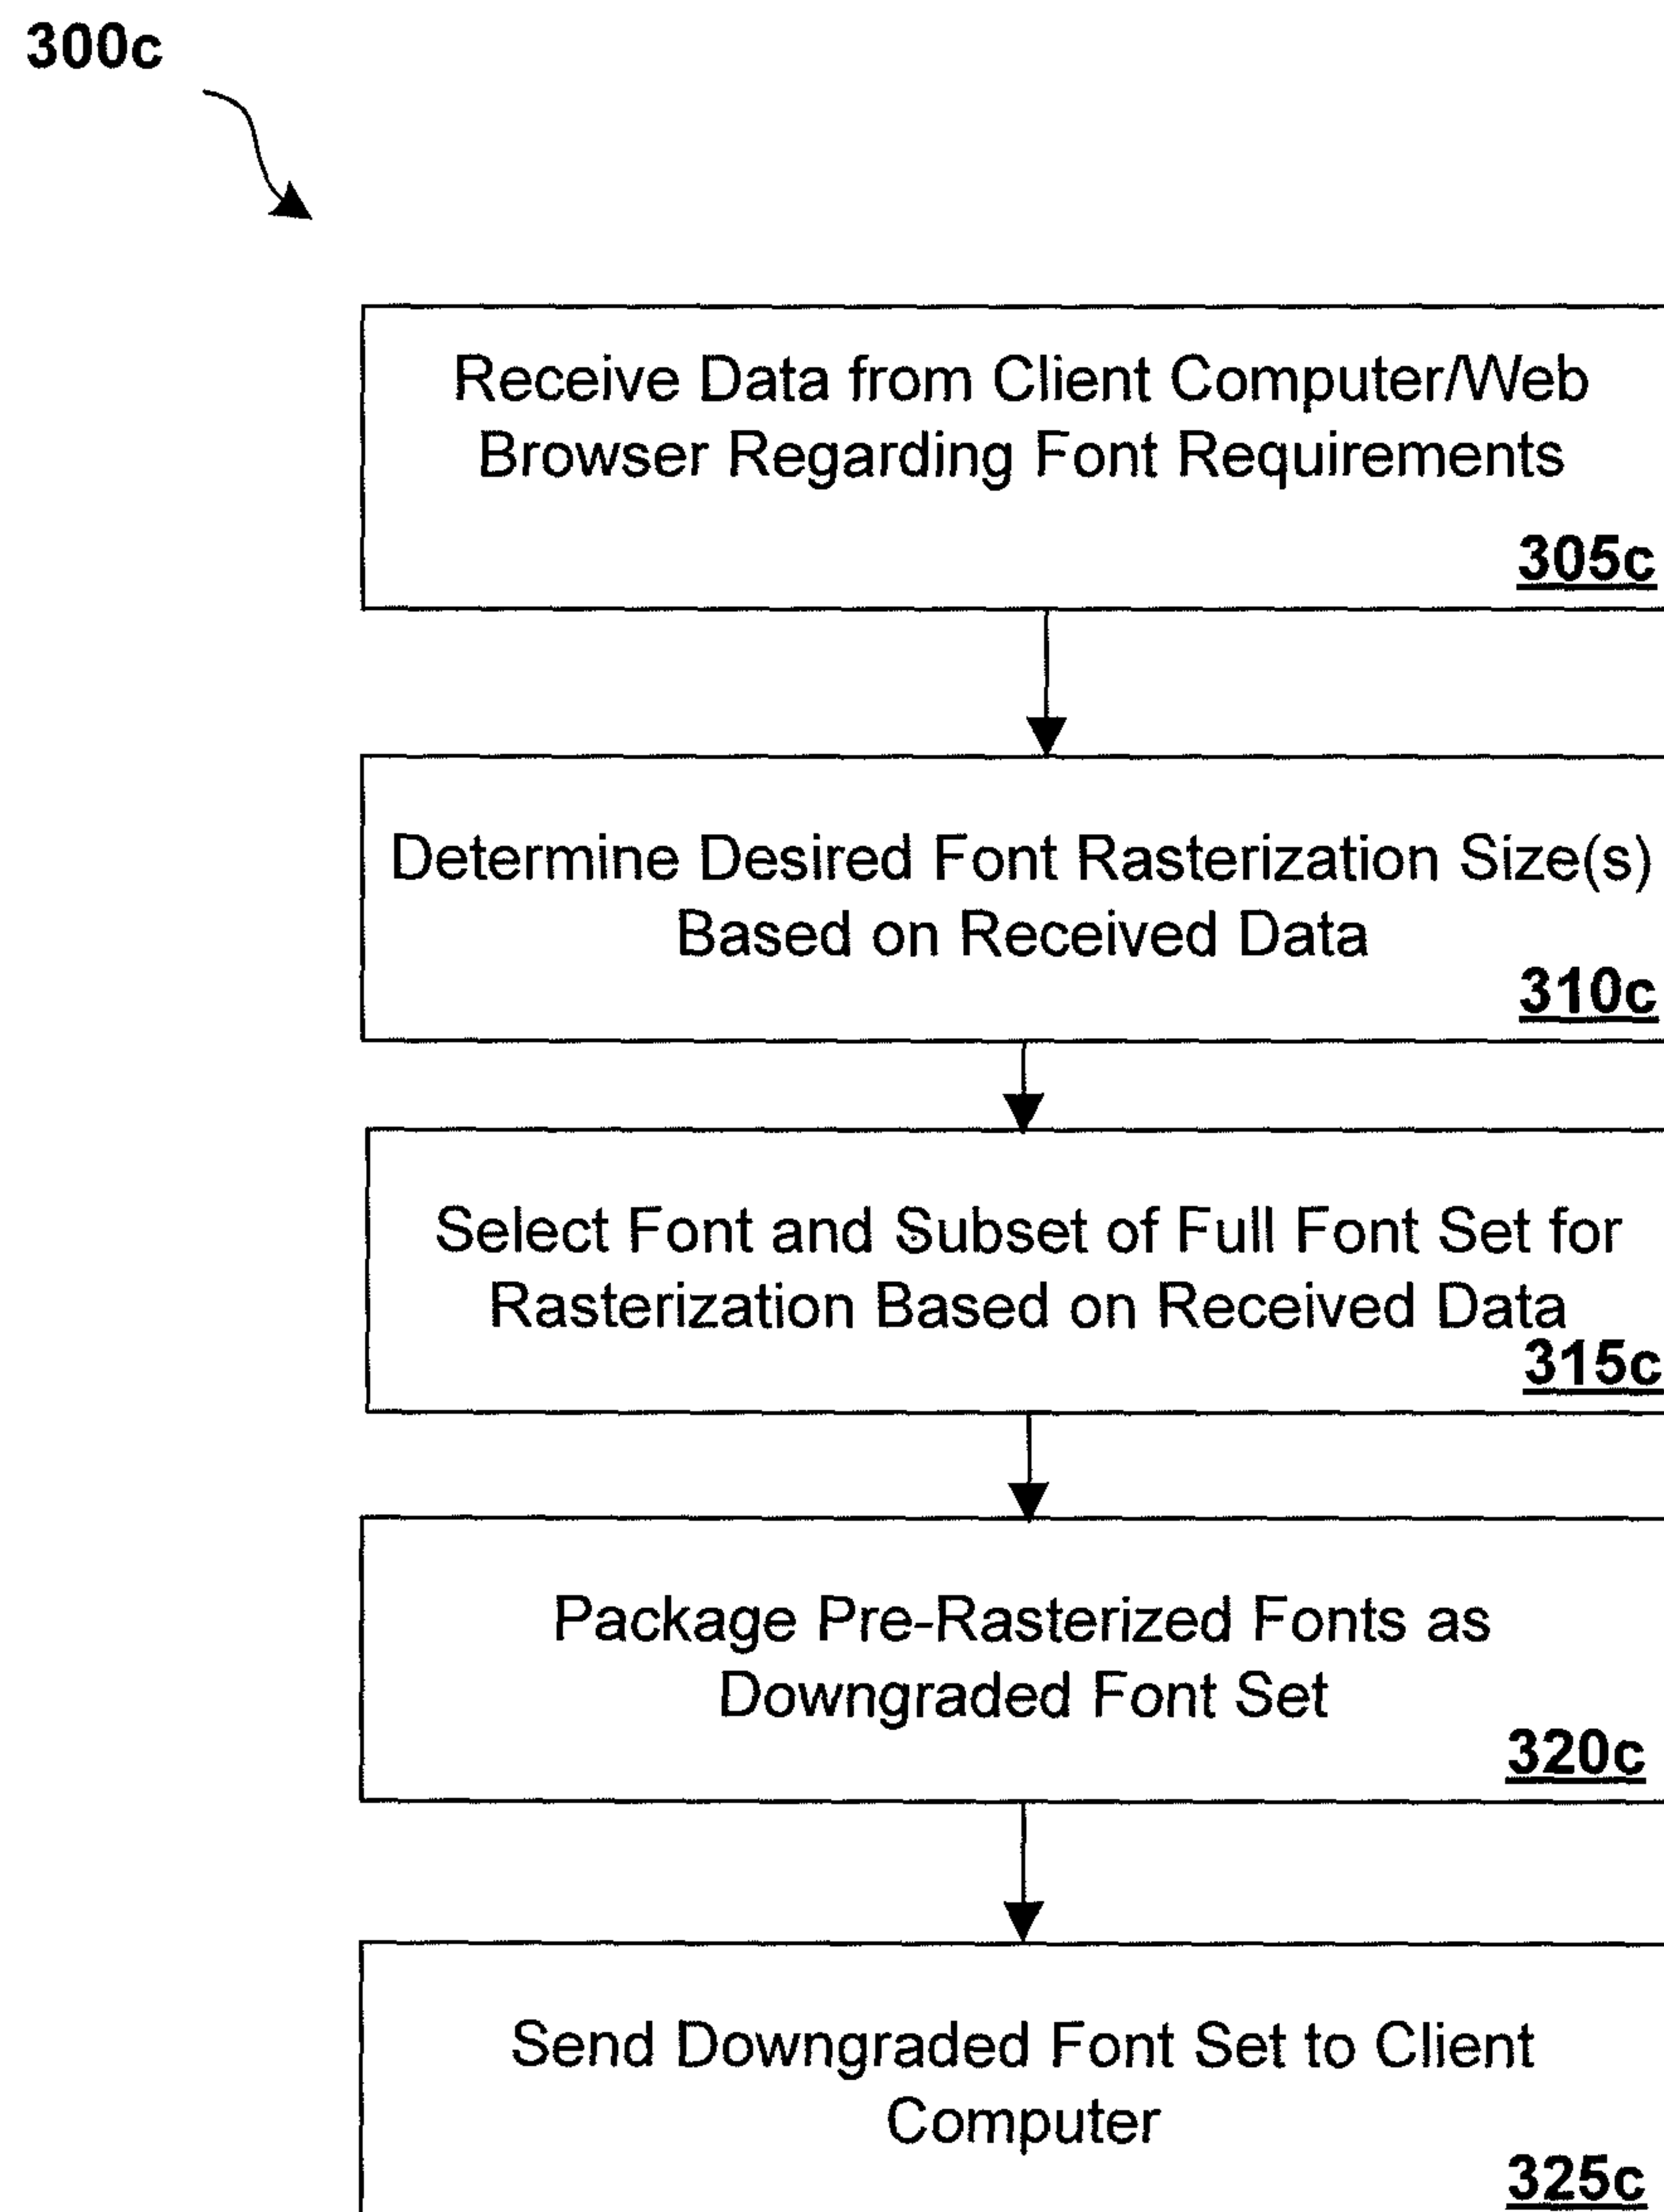 300c
Receive Data from Client Computer/Web
Browser Regarding Font Requirements
305c
Determine Desired Font Rasterization Size(s)
Based on Received Data
310c
Select Font and Subset of Full Font Set for
Rasterization Based on Received Data
315c
Package Pre-Rasterized Fonts as
Downgraded Font Set
320c
Send Downgraded Font Set to Client
Computer
325c